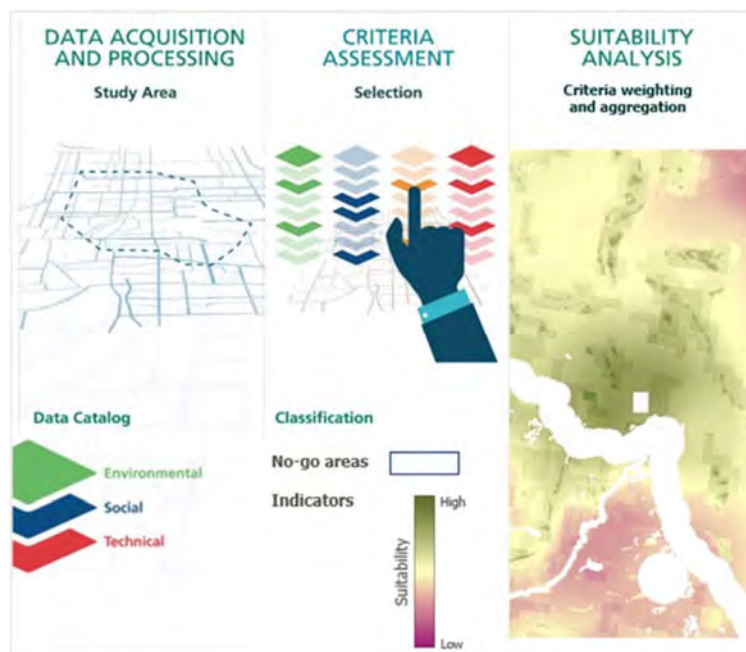 DATA ACQUISITION
AND PROCESSING
Study Area
Data Catalog
Environmental
Social
Technical
CRITERIA
ASSESSMENT
Selection
Classification
No-go areas
Indicators
High
Suitability
Low
SUITABILITY
ANALYSIS
Criteria weighting
and aggregation